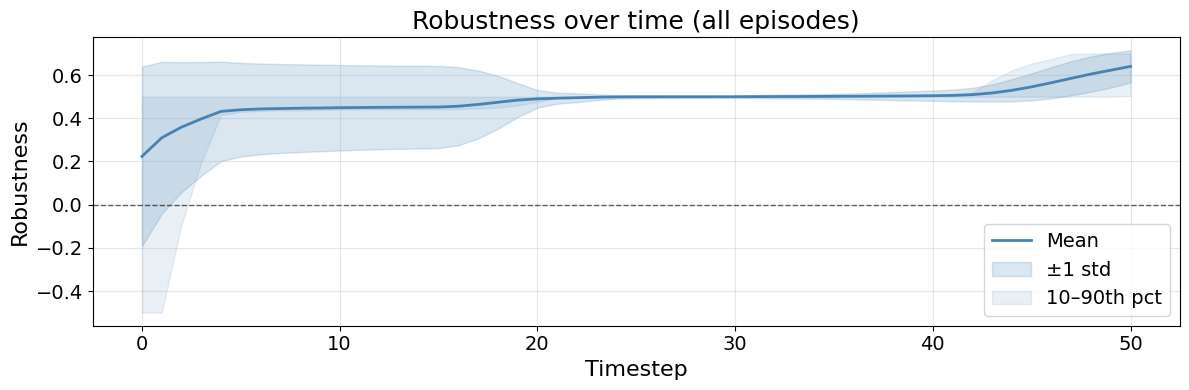 Robustness over time (all episodes)
Robustness
0.6
0.4
0.2
0.0
−0.2
−0.4
0
10
20
30
40
50
Timestep
Mean
±1 std
10–90th pct